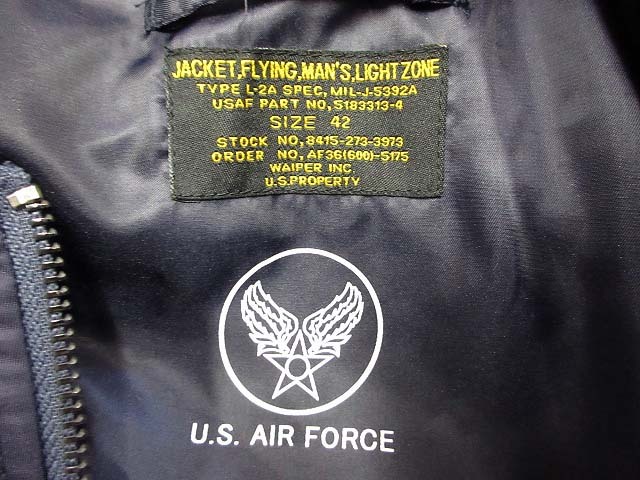 JACKET,FLYING,MAN'S,LIGHT ZONE
TYPE L-2A SPEC,MIL-J-5392A
USAF PART NO,5183313-4
SIZE 42
STOCK NO,8415-273-3973
ORDER NO,AF36(600)-5175
WAIPER INC
U.S.PROPERTY
U.S. AIR FORCE